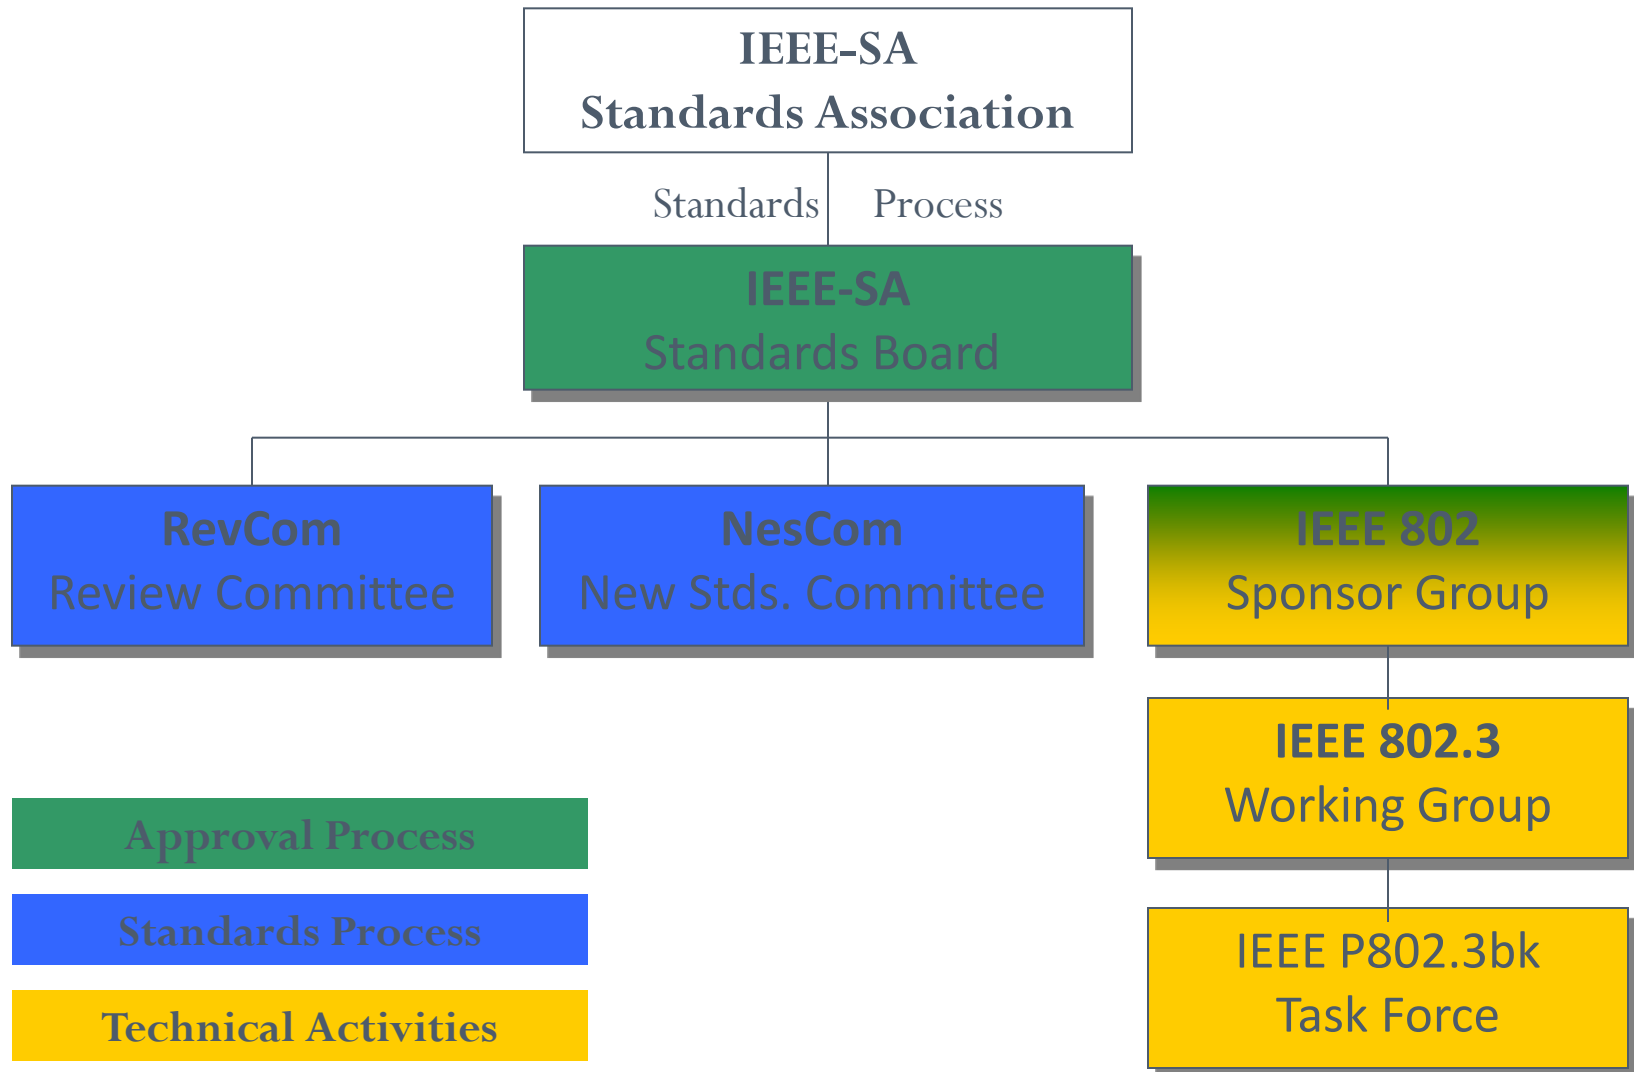 IEEE-SA
Standards Association
Standards Process
IEEE-SA
Standards Board
RevCom
Review Committee
NesCom
New Stds. Committee
IEEE 802
Sponsor Group
IEEE 802.3
Working Group
IEEE P802.3bk
Task Force
Approval Process
Standards Process
Technical Activities